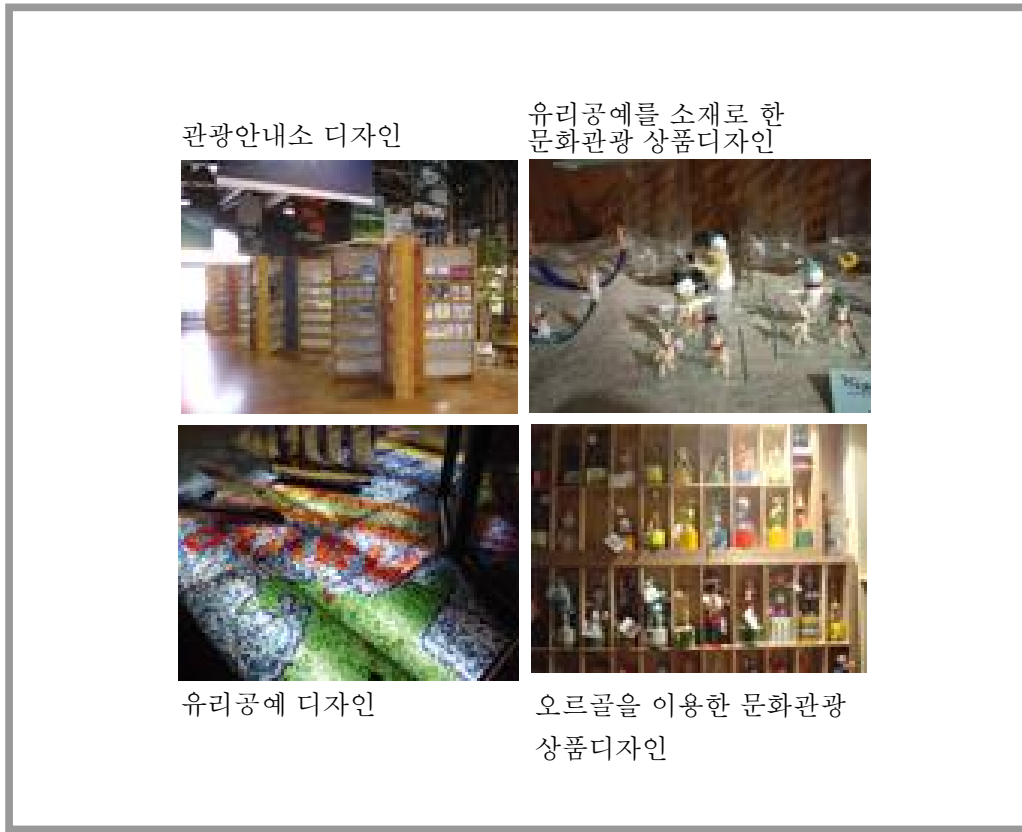 관광안내소 디자인
유리공예를 소재로 한
문화관광 상품디자인
유리공예 디자인
오르골을 이용한 문화관광
상품디자인